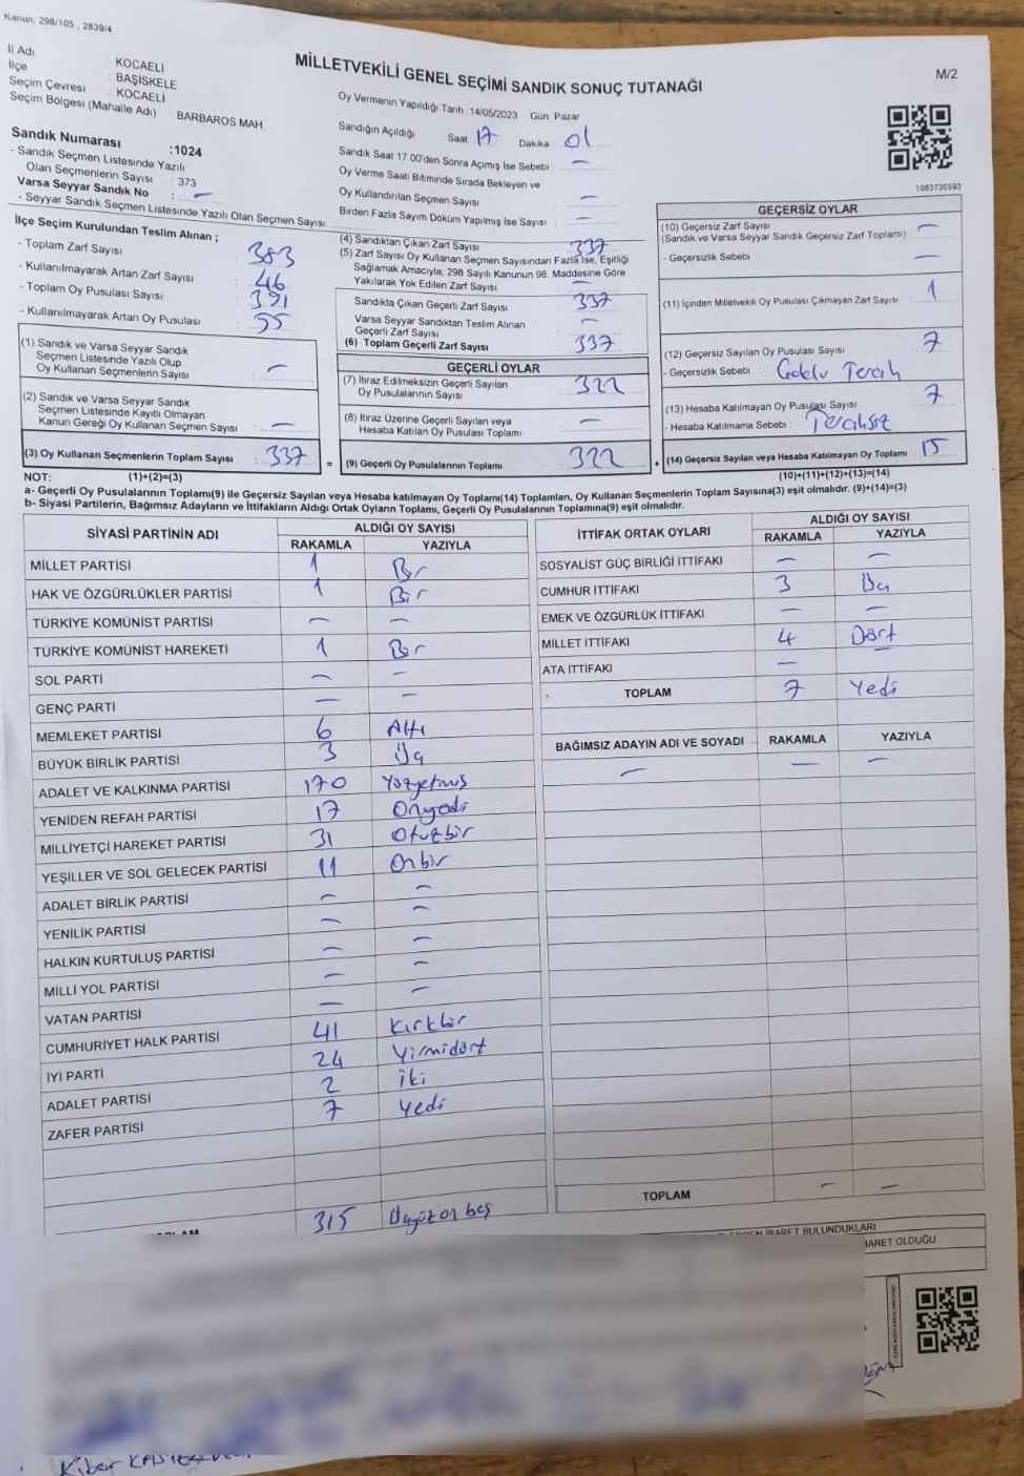 Kanun; 298/105 , 2839/4
İl Adı : KOCAELİ
İlçe : BAŞİSKELE
Seçim Çevresi : KOCAELİ
Seçim Bölgesi (Mahalle Adı) BARBAROS MAH.
MİLLETVEKİLİ GENEL SEÇİMİ SANDIK SONUÇ TUTANAĞI
M/2
Oy Vermenin Yapıldığı Tarih :14/05/2023 Gün Pazar
Sandığın Açıldığı Saat 17 Dakika 01
Sandık Saat 17.00'den Sonra Açımış İse Sebebi : —
Oy Verme Saati Bitiminde Sırada Bekleyen ve
Oy Kullandırılan Seçmen Sayısı : —
Birden Fazla Sayım Döküm Yapılmış İse Sayısı : —
1083730593
Sandık Numarası :1024
- Sandık Seçmen Listesinde Yazılı
Olan Seçmenlerin Sayısı : 373
Varsa Seyyar Sandık No : —
- Seyyar Sandık Seçmen Listesinde Yazılı Olan Seçmen Sayısı
İlçe Seçim Kurulundan Teslim Alınan ;
- Toplam Zarf Sayısı : 383
- Kullanılmayarak Artan Zarf Sayısı : 46
- Toplam Oy Pusulası Sayısı : 391
- Kullanılmayarak Artan Oy Pusulası : 55
(1) Sandık ve Varsa Seyyar Sandık
Seçmen Listesinde Yazılı Olup
Oy Kullanan Seçmenlerin Sayısı : —
(2) Sandık ve Varsa Seyyar Sandık
Seçmen Listesinde Kayıtlı Olmayan
Kanun Gereği Oy Kullanan Seçmen Sayısı : —
(3) Oy Kullanan Seçmenlerin Toplam Sayısı : 337
(1)+(2)=(3)
(4) Sandıktan Çıkan Zarf Sayısı 337
(5) Zarf Sayısı Oy Kullanan Seçmen Sayısından Fazla İse, Eşitliği
Sağlamak Amacıyla, 298 Sayılı Kanunun 98. Maddesine Göre
Yakılarak Yok Edilen Zarf Sayısı : —
Sandıkta Çıkan Geçerli Zarf Sayısı : 337
Varsa Seyyar Sandıktan Teslim Alınan
Geçerli Zarf Sayısı : —
(6) Toplam Geçerli Zarf Sayısı : 337
GEÇERLİ OYLAR
(7) İtiraz Edilmeksizin Geçerli Sayılan
Oy Pusulalarının Sayısı : 322
(8) İtiraz Üzerine Geçerli Sayılan veya
Hesaba Katılan Oy Pusulası Toplamı : —
= (9) Geçerli Oy Pusulalarının Toplamı : 322
GEÇERSİZ OYLAR
(10) Geçersiz Zarf Sayısı : —
(Sandık ve Varsa Seyyar Sandık Geçersiz Zarf Toplamı)
- Geçersizlik Sebebi : —
(11) İçinden Milletvekili Oy Pusulası Çıkmayan Zarf Sayısı : 1
(12) Geçersiz Sayılan Oy Pusulası Sayısı : 7
- Geçersizlik Sebebi : Tercih
(13) Hesaba Katılmayan Oy Pusulası Sayısı : 7
- Hesaba Katılmama Sebebi : Tercihsiz
+ (14) Geçersiz Sayılan veya Hesaba Katılmayan Oy Toplamı : 15
(10)+(11)+(12)+(13)=(14)
NOT:
a- Geçerli Oy Pusulalarının Toplamı(9) ile Geçersiz Sayılan veya Hesaba katılmayan Oy Toplamı(14) Toplamları, Oy Kullanan Seçmenlerin Toplam Sayısına(3) eşit olmalıdır. (9)+(14)=(3)
b- Siyasi Partilerin, Bağımsız Adayların ve İttifakların Aldığı Ortak Oyların Toplamı, Geçerli Oy Pusulalarının Toplamına(9) eşit olmalıdır.
SİYASİ PARTİNİN ADI ALDIĞI OY SAYISI
RAKAMLA YAZIYLA
MİLLET PARTİSİ 1 Bir
HAK VE ÖZGÜRLÜKLER PARTİSİ 1 Bir
TÜRKİYE KOMÜNİST PARTİSİ — —
TÜRKİYE KOMÜNİST HAREKETİ 1 Bir
SOL PARTİ — —
GENÇ PARTİ — —
MEMLEKET PARTİSİ 6 Altı
BÜYÜK BİRLİK PARTİSİ 3 Üç
ADALET VE KALKINMA PARTİSİ 170 Yüzyetmiş
YENİDEN REFAH PARTİSİ 17 Onyedi
MİLLİYETÇİ HAREKET PARTİSİ 31 Otuzbir
YEŞİLLER VE SOL GELECEK PARTİSİ 11 Onbir
ADALET BİRLİK PARTİSİ — —
YENİLİK PARTİSİ — —
HALKIN KURTULUŞ PARTİSİ — —
MİLLİ YOL PARTİSİ — —
VATAN PARTİSİ — —
CUMHURİYET HALK PARTİSİ 41 Kırkbir
İYİ PARTİ 24 Yirmidört
ADALET PARTİSİ 2 İki
ZAFER PARTİSİ 7 Yedi
315 Üçyüzonbeş
İTTİFAK ORTAK OYLARI ALDIĞI OY SAYISI
RAKAMLA YAZIYLA
SOSYALİST GÜÇ BİRLİĞİ İTTİFAKI — —
CUMHUR İTTİFAKI 3 Üç
EMEK VE ÖZGÜRLÜK İTTİFAKI — —
MİLLET İTTİFAKI 4 Dört
ATA İTTİFAKI —
TOPLAM 7 Yedi
BAĞIMSIZ ADAYIN ADI VE SOYADI RAKAMLA YAZIYLA
— — —
TOPLAM — —
İBARET BULUNDUKLARI
İBARET OLDUĞU